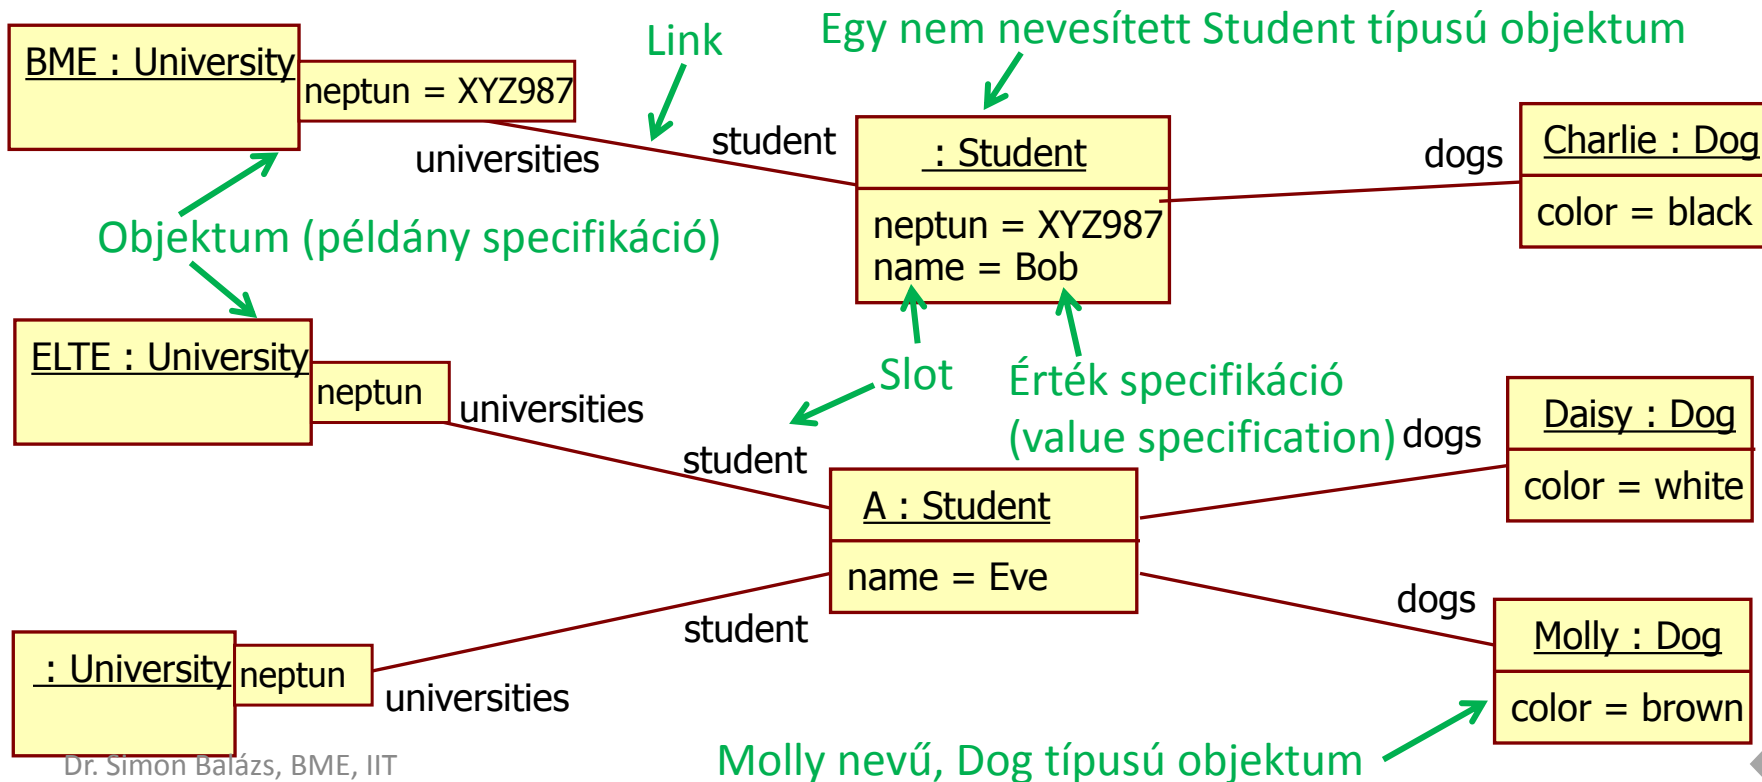 Link
Egy nem nevesített Student típusú objektum
BME : University
neptun = XYZ987
universities
student
: Student
neptun = XYZ987
name = Bob
dogs
Charlie : Dog
color = black
Objektum (példány specifikáció)
ELTE : University
neptun
universities
student
Slot
Érték specifikáció
(value specification)
dogs
Daisy : Dog
color = white
A : Student
name = Eve
student
dogs
: University
neptun
universities
Molly : Dog
color = brown
Molly nevű, Dog típusú objektum
Dr. Simon Balázs, BME, IIT